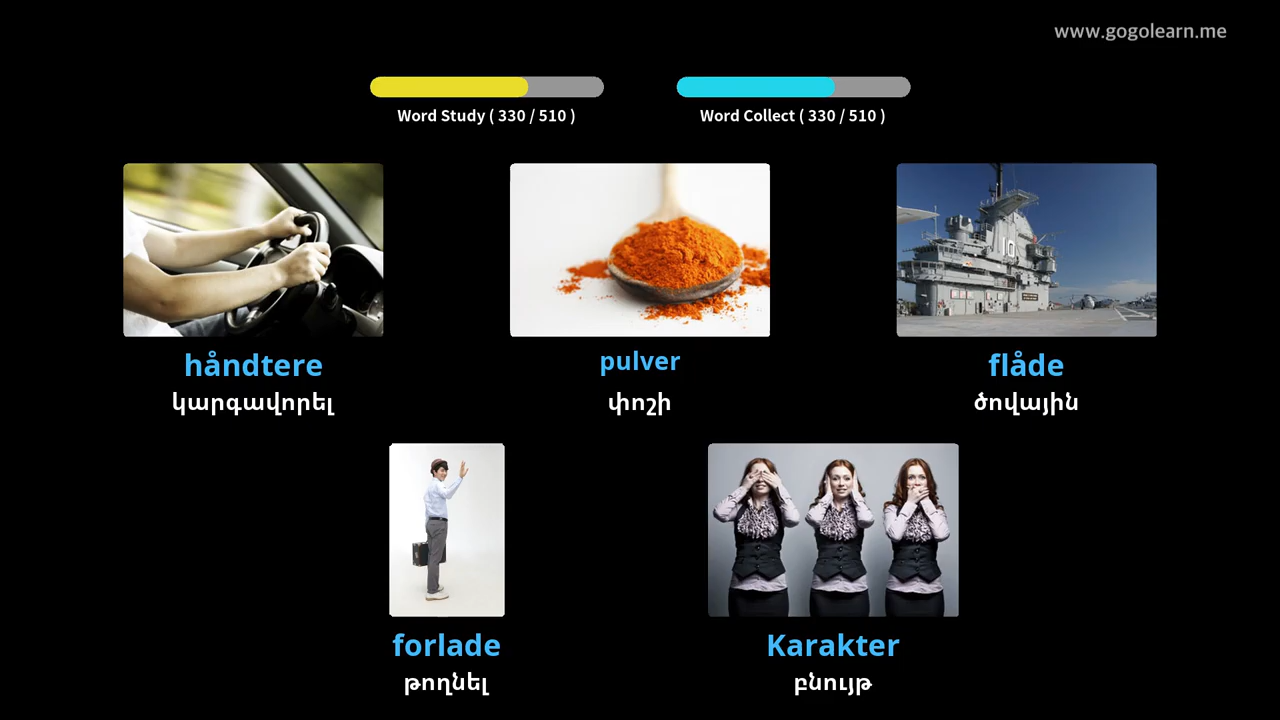 www.gogolearn.me
Word Study ( 330 / 510 )
Word Collect ( 330 / 510 )
10
håndtere
կարգավորել
pulver
փոշի
flåde
ծովային
forlade
թողնել
Karakter
բնույթ